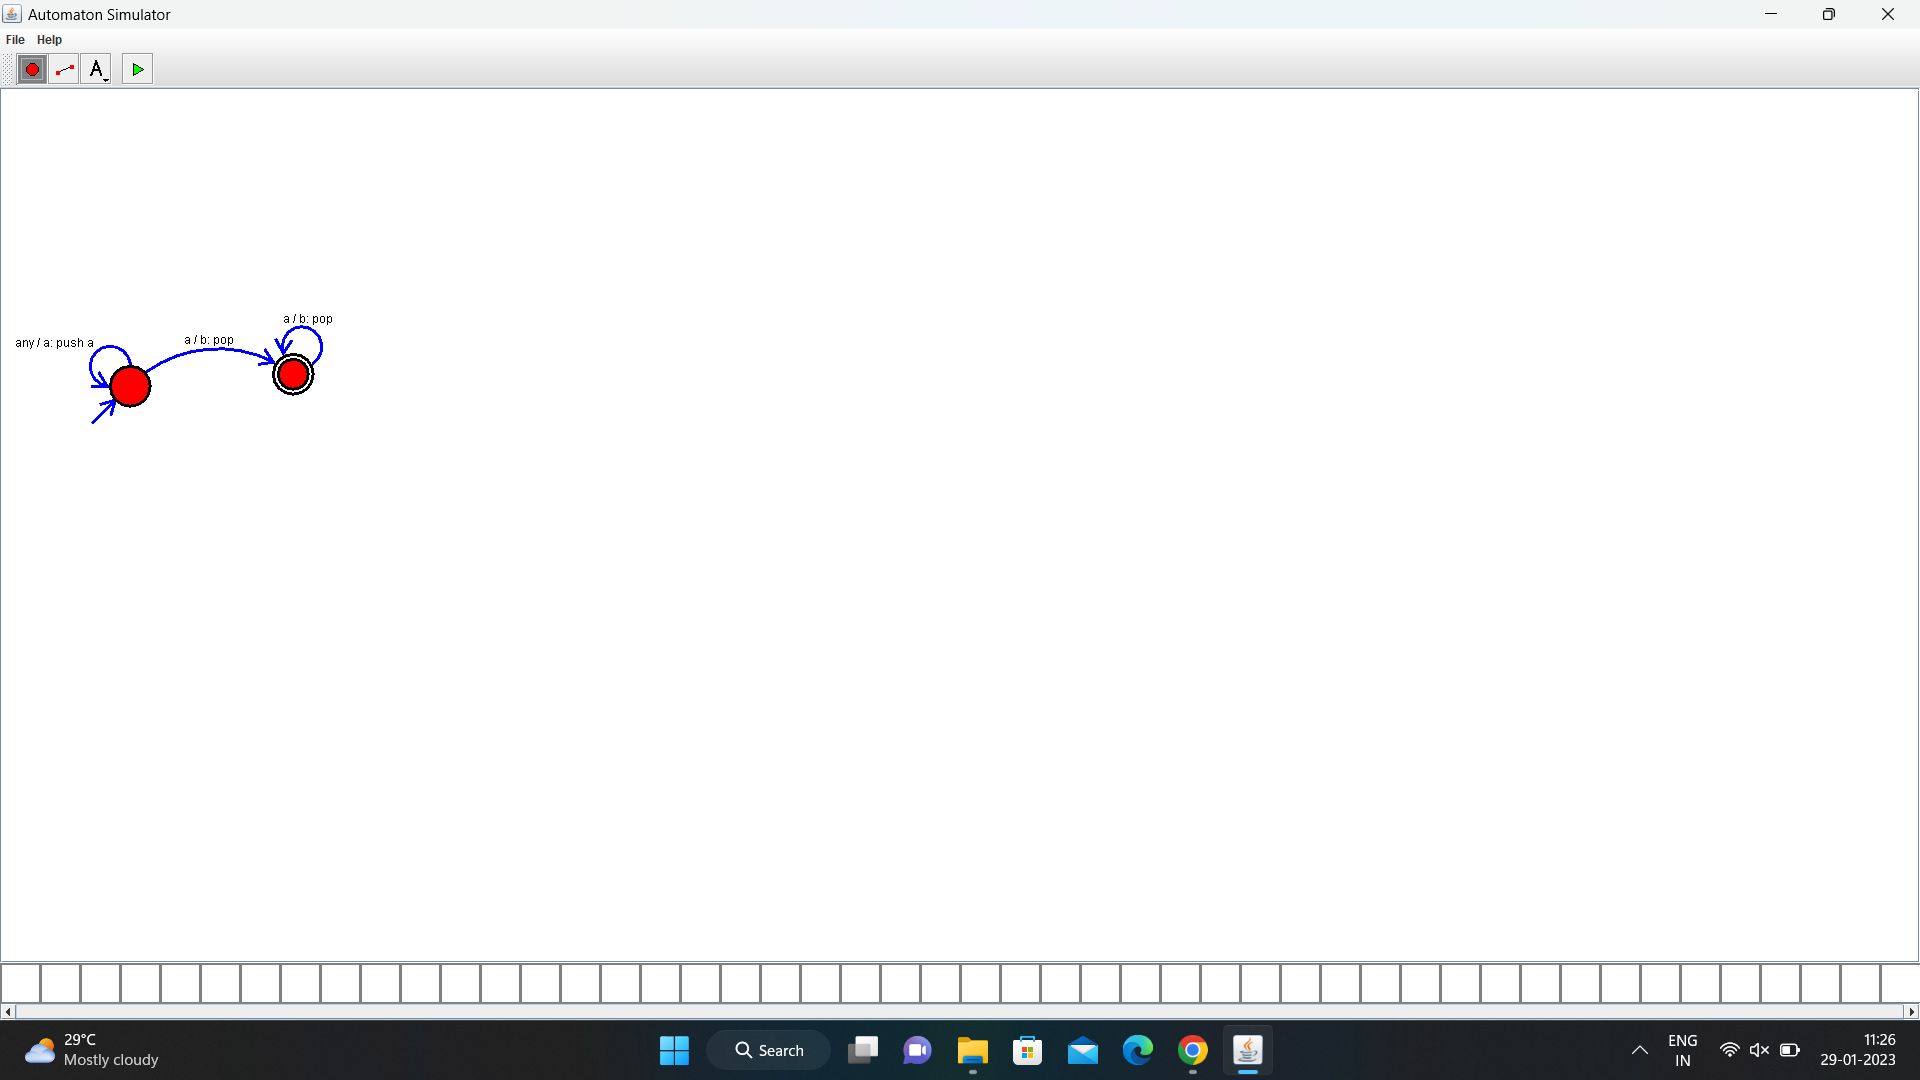 Automaton Simulator
File Help
A
a / b: pop
any / a: push a
a / b: pop
29°C
Mostly cloudy
Search
ENG
IN
11:26
29-01-2023